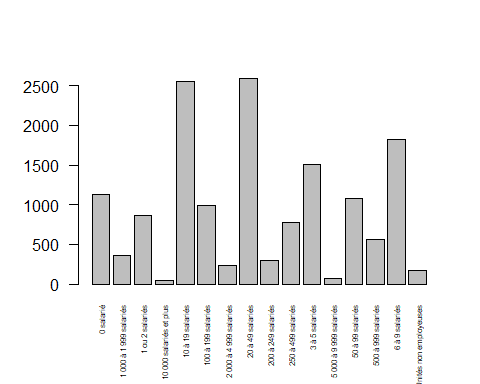 2500
2000
1500
1000
500
0
0 salarié
1 000 à 1 999 salariés
1 ou 2 salariés
10 000 salariés et plus
10 à 19 salariés
100 à 199 salariés
2 000 à 4 999 salariés
20 à 49 salariés
200 à 249 salariés
250 à 499 salariés
3 à 5 salariés
5 000 à 9 999 salariés
50 à 99 salariés
500 à 999 salariés
6 à 9 salariés
non employeuses